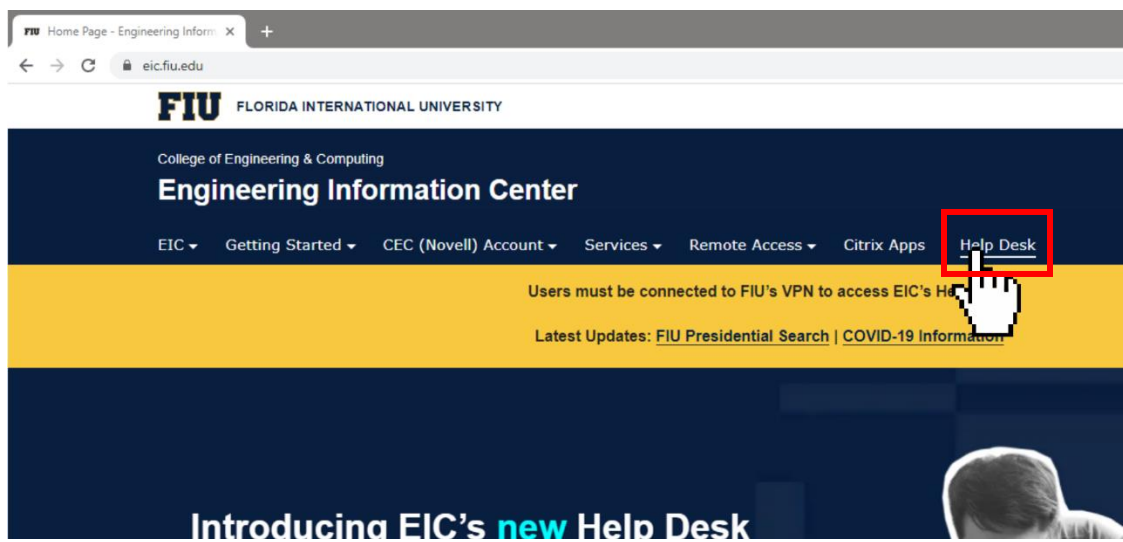 FIU Home Page - Engineering Inform
eic.fiu.edu
FIU FLORIDA INTERNATIONAL UNIVERSITY
College of Engineering & Computing
Engineering Information Center
EIC Getting Started CEC (Novell) Account Services Remote Access Citrix Apps Help Desk
Users must be connected to FIU's VPN to access EIC's
Latest Updates: FIU Presidential Search | COVID-19 Information
Introducing EIC's new Help Desk